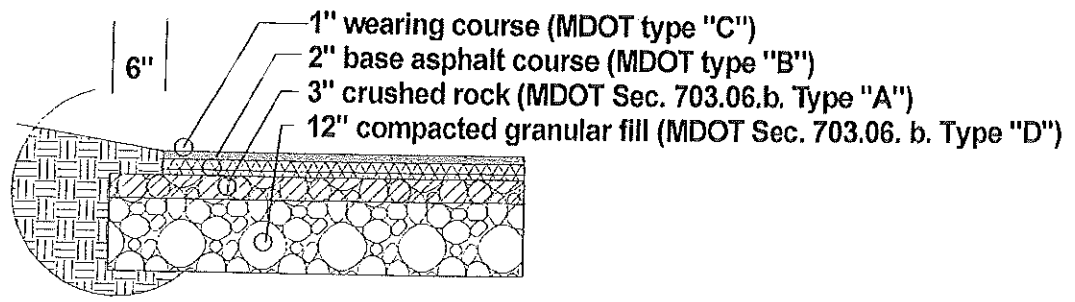 1" wearing course (MDOT type "C")
6"
2" base asphalt course (MDOT type "B")
3" crushed rock (MDOT Sec. 703.06.b. Type "A")
12" compacted granular fill (MDOT Sec. 703.06. b. Type "D")